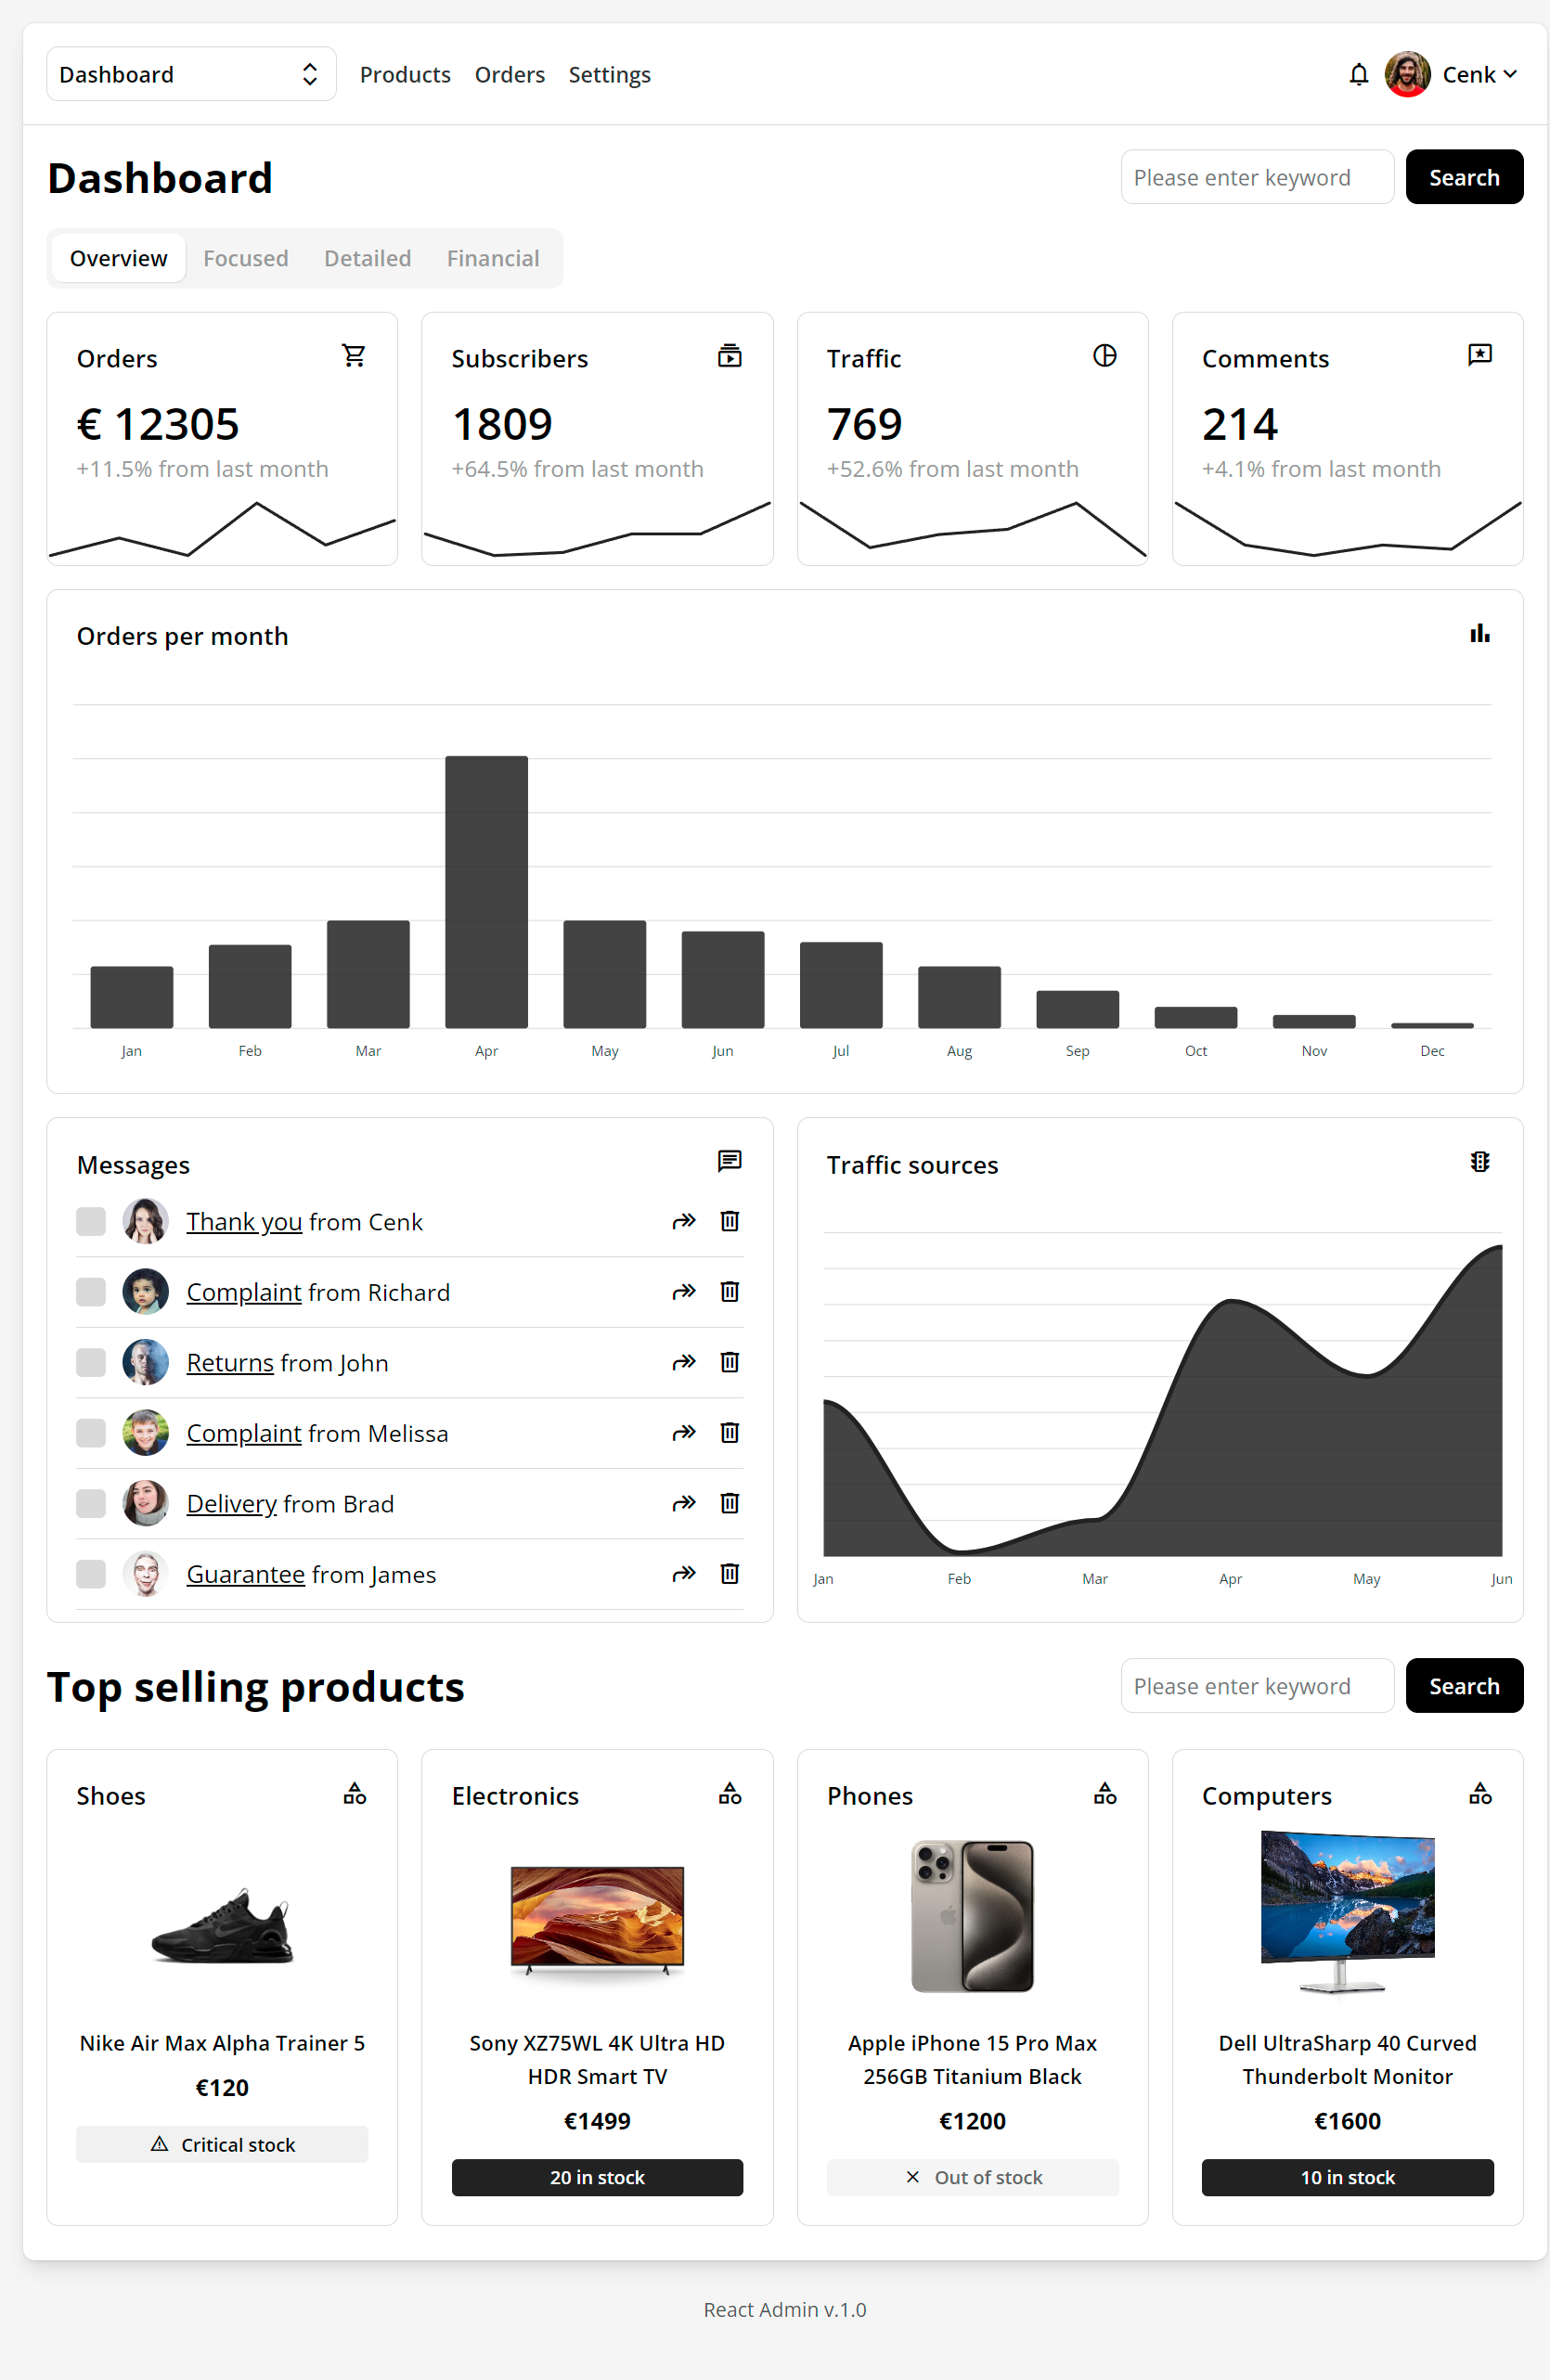 Dashboard
Products
Orders
Settings
Cenk
Dashboard
Please enter keyword
Search
Overview
Focused
Detailed
Financial
Orders
€ 12305
+11.5% from last month
Subscribers
1809
+64.5% from last month
Traffic
769
+52.6% from last month
Comments
214
+4.1% from last month
Orders per month
Jan
Feb
Mar
Apr
May
Jun
Jul
Aug
Sep
Oct
Nov
Dec
Messages
Thank you from Cenk
Complaint from Richard
Returns from John
Complaint from Melissa
Delivery from Brad
Guarantee from James
Traffic sources
Jan
Feb
Mar
Apr
May
Jun
Top selling products
Please enter keyword
Search
Shoes
Nike Air Max Alpha Trainer 5
€120
Critical stock
Electronics
Sony XZ75WL 4K Ultra HD
HDR Smart TV
€1499
20 in stock
Phones
Apple iPhone 15 Pro Max
256GB Titanium Black
€1200
Out of stock
Computers
Dell UltraSharp 40 Curved
Thunderbolt Monitor
€1600
10 in stock
React Admin v.1.0